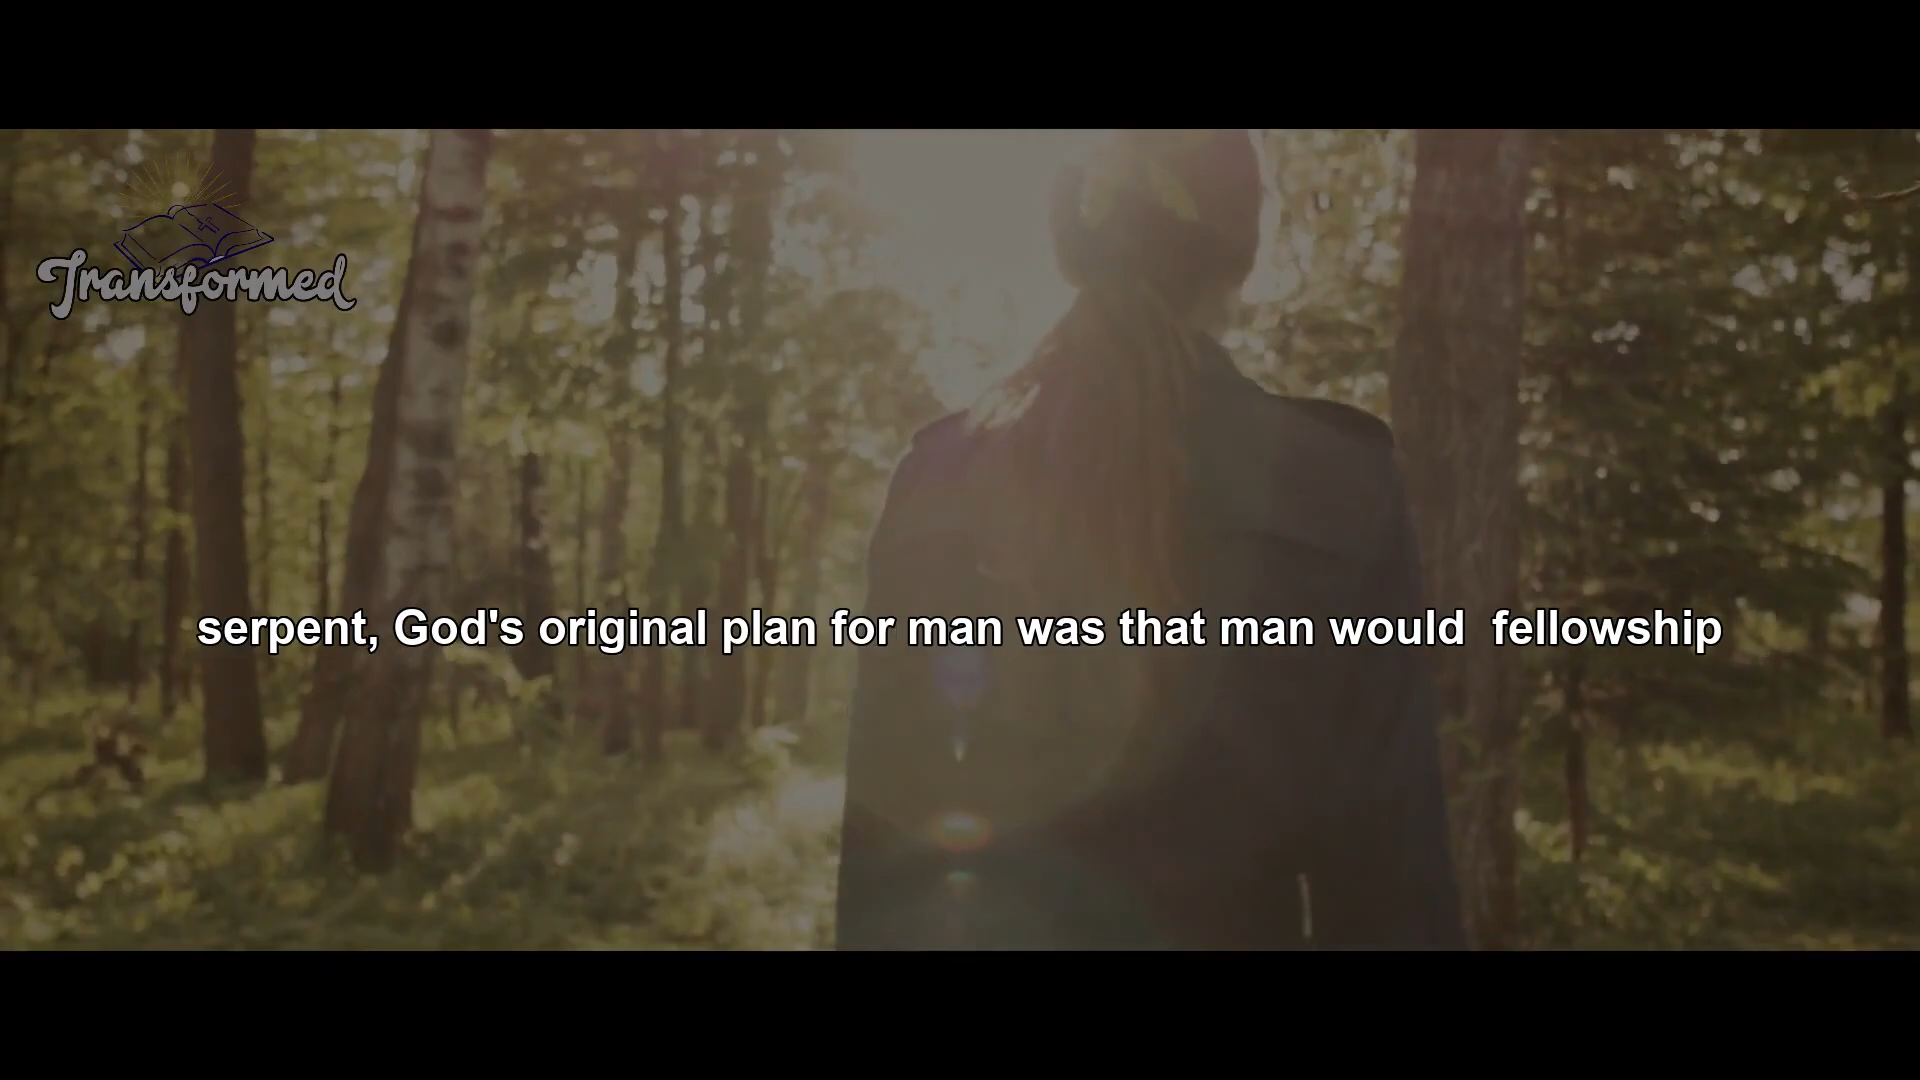 Transformed
serpent, God's original plan for man was that man would  fellowship